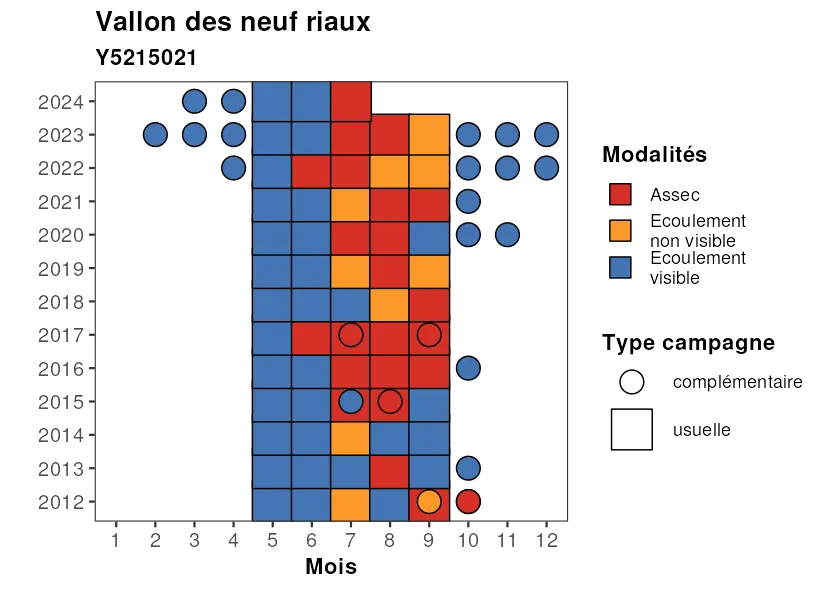 Vallon des neuf riaux
Y5215021
2024
2023
2022
2021
2020
2019
2018
2017
2016
2015
2014
2013
2012
1 2 3 4 5 6 7 8 9 10 11 12
Mois
Modalités
Assec
Ecoulement
non visible
Ecoulement
visible
Type campagne
complémentaire
usuelle